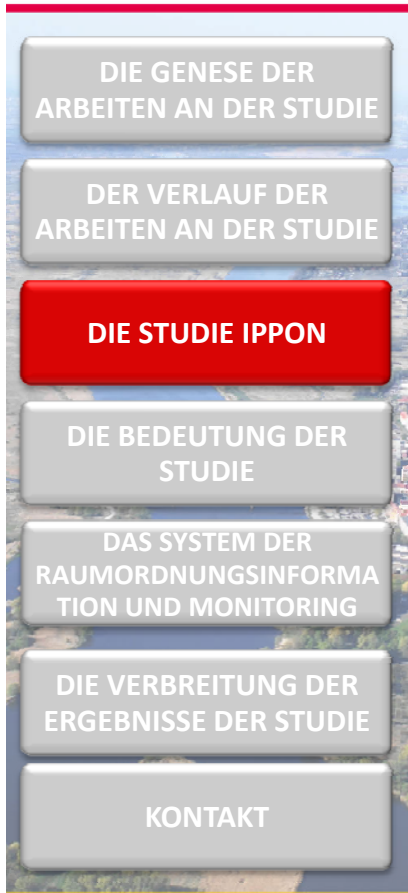 DIE GENESE DER
ARBEITEN AN DER STUDIE
DER VERLAUF DER
ARBEITEN AN DER STUDIE
DIE STUDIE IPPON
DIE BEDEUTUNG DER
STUDIE
DAS SYSTEM DER
RAUMORDNUNGSINFORMA
TION UND MONITORING
DIE VERBREITUNG DER
ERGEBNISSE DER STUDIE
KONTAKT